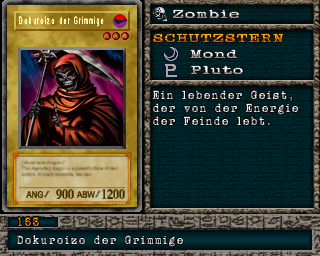 Dokuroizo der Grimmige
ANG/ 900 ABW/1200
Zombie
SCHUTZSTERN
Mond
Pluto
Ein lebender Geist,
der von der Energie
der Feinde lebt.
153
Dokuroizo der Grimmige